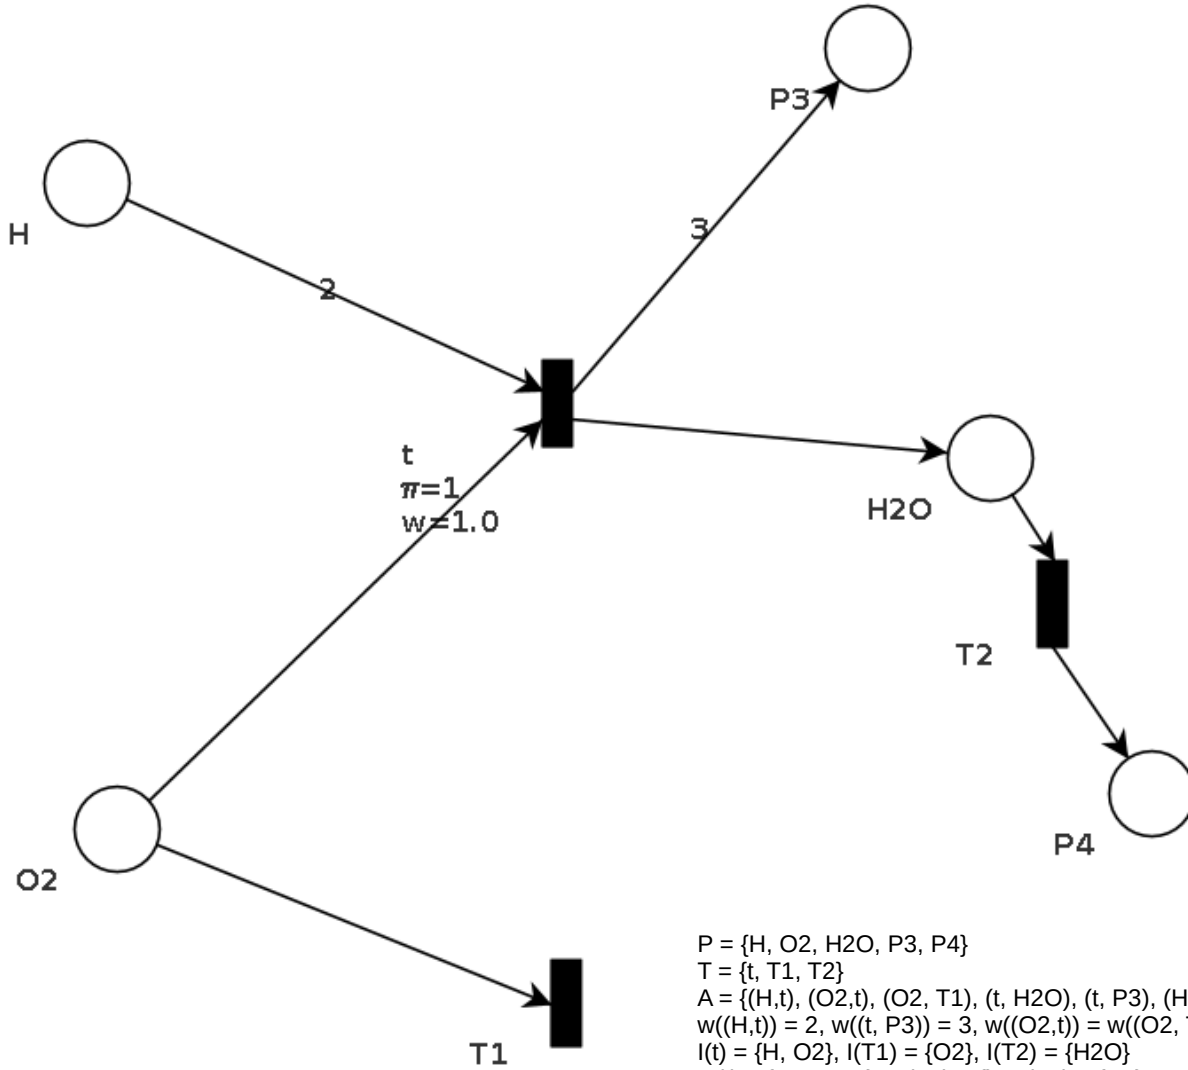 P3
H
3
2
t
π=1
w=1.0
H2O
T2
P4
O2
T1
P = {H, O2, H2O, P3, P4}
T = {t, T1, T2}
A = {(H,t), (O2,t), (O2, T1), (t, H2O), (t, P3), (H
w((H,t)) = 2, w((t, P3)) = 3, w((O2,t)) = w((O2, T
I(t) = {H, O2}, I(T1) = {O2}, I(T2) = {H2O}